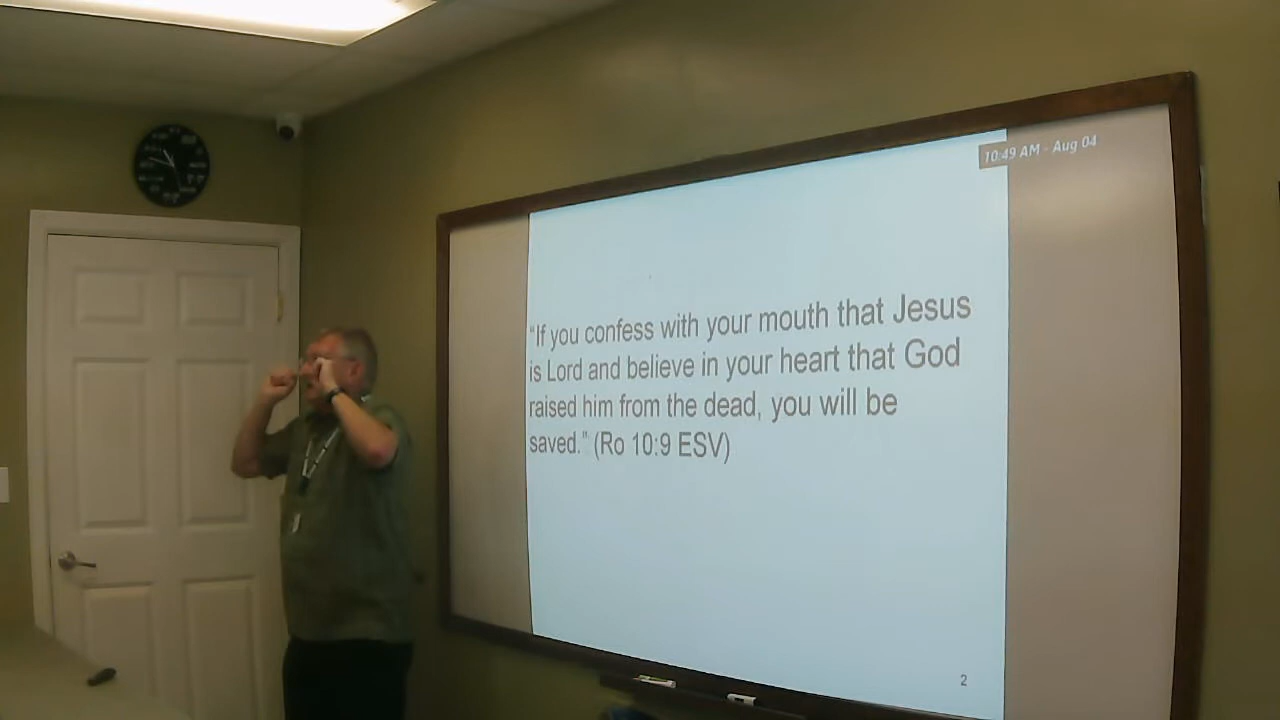 10:49 AM - Aug 04
“If you confess with your mouth that Jesus
is Lord and believe in your heart that God
raised him from the dead, you will be
saved.” (Ro 10:9 ESV)
2